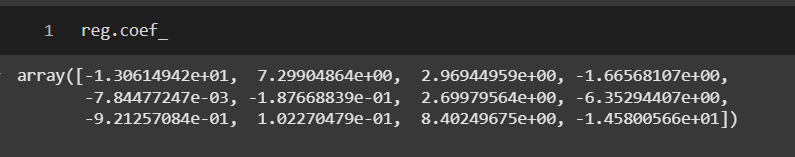 1 reg.coef_
array([-1.30614942e+01, 7.29904864e+00, 2.96944959e+00, -1.66568107e+00,
-7.84477247e-03, -1.87668839e-01, 2.69979564e+00, -6.35294407e+00,
-9.21257084e-01, 1.02270479e-01, 8.40249675e+00, -1.45800566e+01])